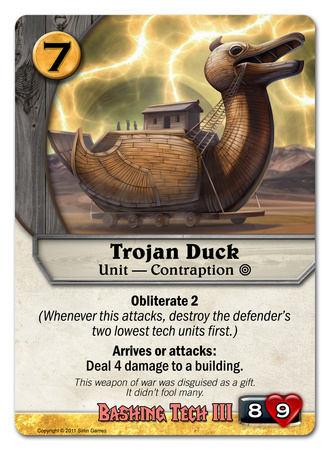 7
Trojan Duck
Unit — Contraption
Obliterate 2
(Whenever this attacks, destroy the defender's
two lowest tech units first.)
Arrives or attacks:
Deal 4 damage to a building.
This weapon of war was disguised as a gift.
It didn't fool many.
Copyright © 2011 Sirlin Games
Bashing Tech III
8 9